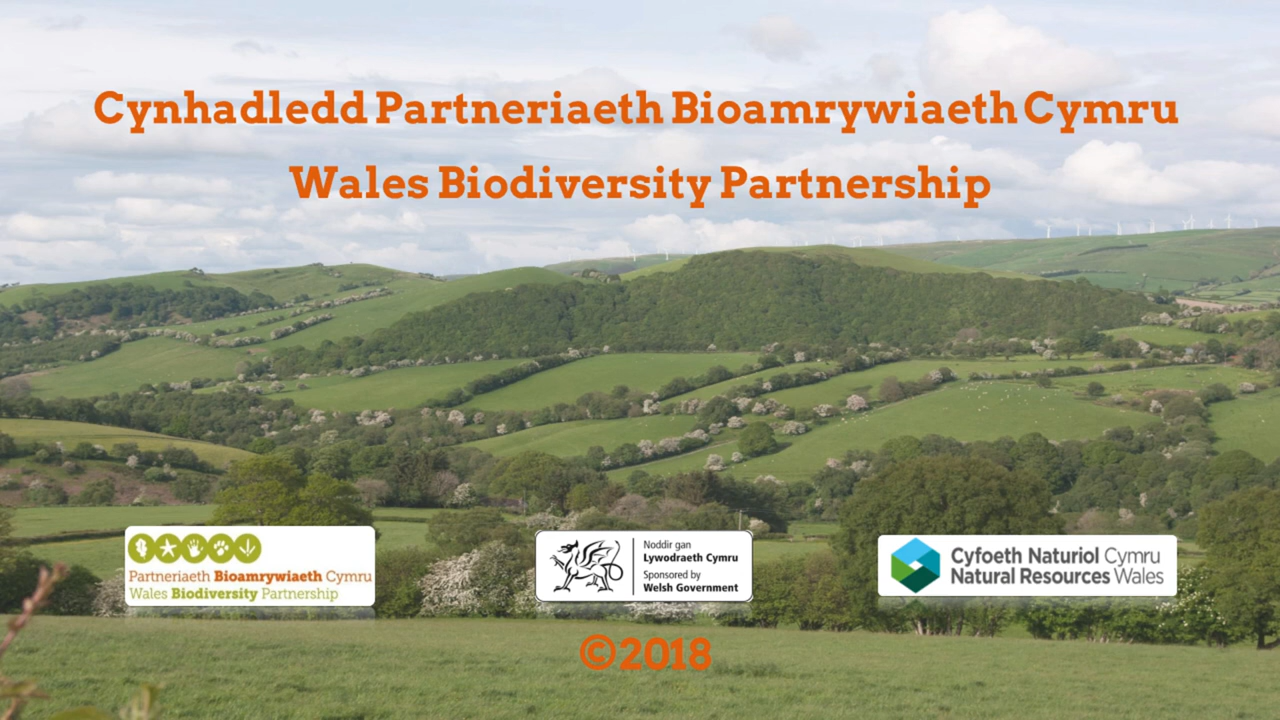 Cynhadledd Partneriaeth Bioamrywiaeth Cymru
Wales Biodiversity Partnership
Partneriaeth Bioamrywiaeth Cymru
Wales Biodiversity Partnership
Noddir gan
Lywodraeth Cymru
Sponsored by
Welsh Government
Cyfoeth Naturiol Cymru
Natural Resources Wales
©2018